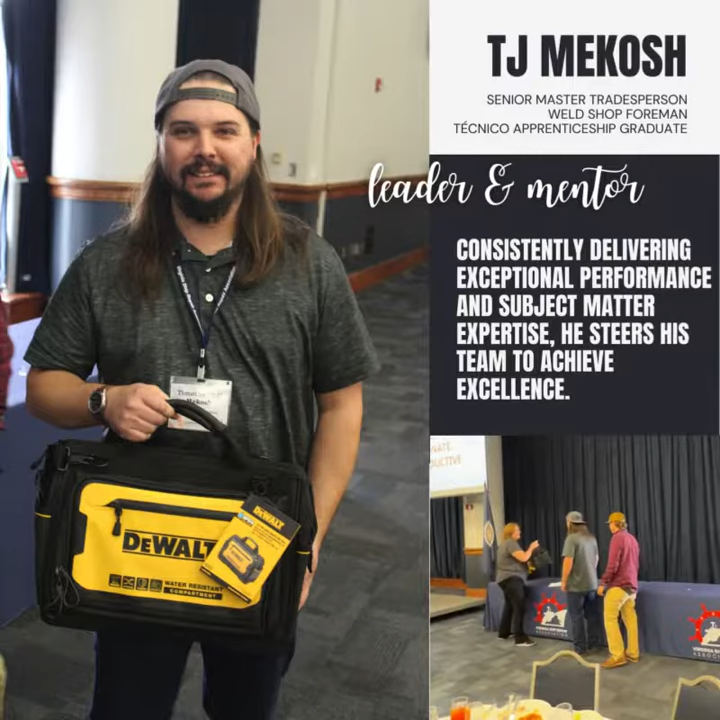 TJ MEKOSH
SENIOR MASTER TRADESPERSON
WELD SHOP FOREMAN
TÉCNICO APPRENTICESHIP GRADUATE
leader & mentor
CONSISTENTLY DELIVERING
EXCEPTIONAL PERFORMANCE
AND SUBJECT MATTER
EXPERTISE, HE STEERS HIS
TEAM TO ACHIEVE
EXCELLENCE.
Mekosh
DEWALT
DEWALT
WATER RESISTANT
COMPARTMENT